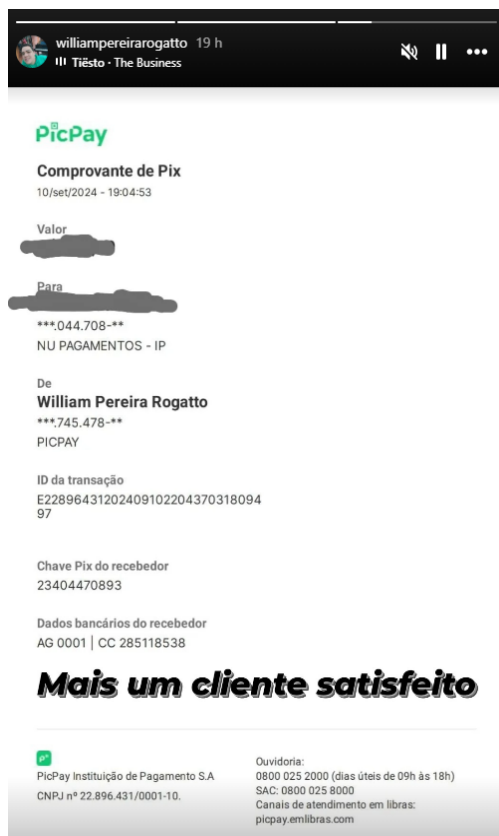 williampereirarogatto 19 h
Tiësto · The Business
PicPay
Comprovante de Pix
10/set/2024 - 19:04:53
Valor
Para
***.044.708-**
NU PAGAMENTOS - IP
De
William Pereira Rogatto
***.745.478-**
PICPAY
ID da transação
E22896431202409102204370318094
97
Chave Pix do recebedor
23404470893
Dados bancários do recebedor
AG 0001 | CC 285118538
Mais um cliente satisfeito
PicPay Instituição de Pagamento S.A
CNPJ nº 22.896.431/0001-10.
Ouvidoria:
0800 025 2000 (dias úteis de 09h às 18h)
SAC: 0800 025 8000
Canais de atendimento em libras:
picpay.emlibras.com